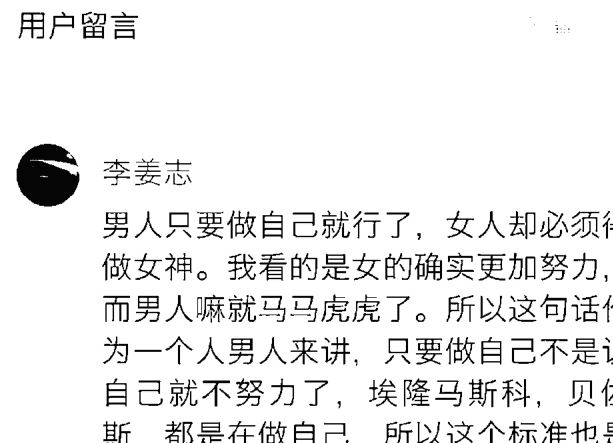 用户留言
李姜志
男人只要做自己就行了，女人却必须
做女神。我看的是女的确实更加努力，
而男人嘛就马马虎虎了。所以这句话
为一个人男人来讲，只要做自己不是
自己就不努力了，埃隆马斯科，贝
斯，都是在做自己，所以这个标准也